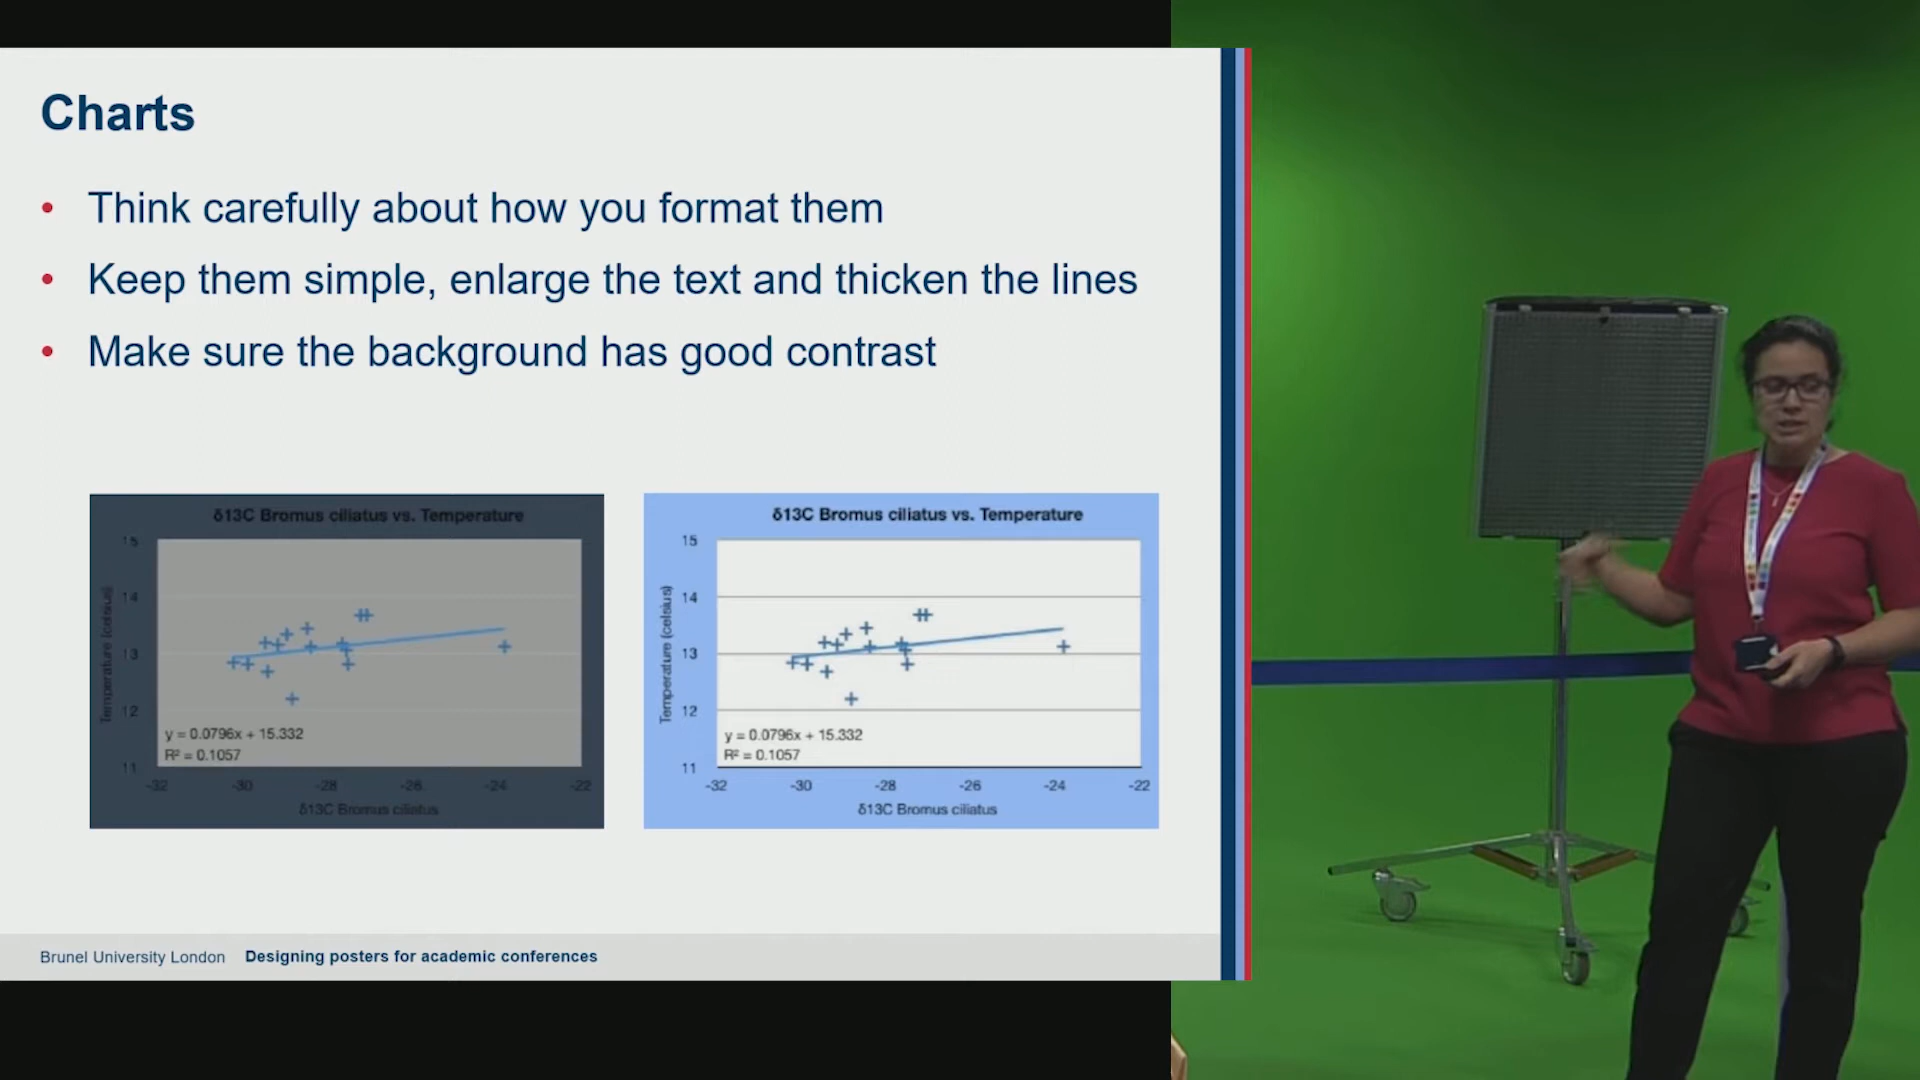 Charts
• Think carefully about how you format them
• Keep them simple, enlarge the text and thicken the lines
• Make sure the background has good contrast
δ13C Bromus ciliatus vs. Temperature
Temperature (celsius)
15
14
13
12
11
y = 0.0796x + 15.332
R² = 0.1057
-32 -30 -28 -26 -24 -22
δ13C Bromus ciliatus
δ13C Bromus ciliatus vs. Temperature
Temperature (celsius)
15
14
13
12
11
y = 0.0796x + 15.332
R² = 0.1057
-32 -30 -28 -26 -24 -22
δ13C Bromus ciliatus
Brunel University London Designing posters for academic conferences